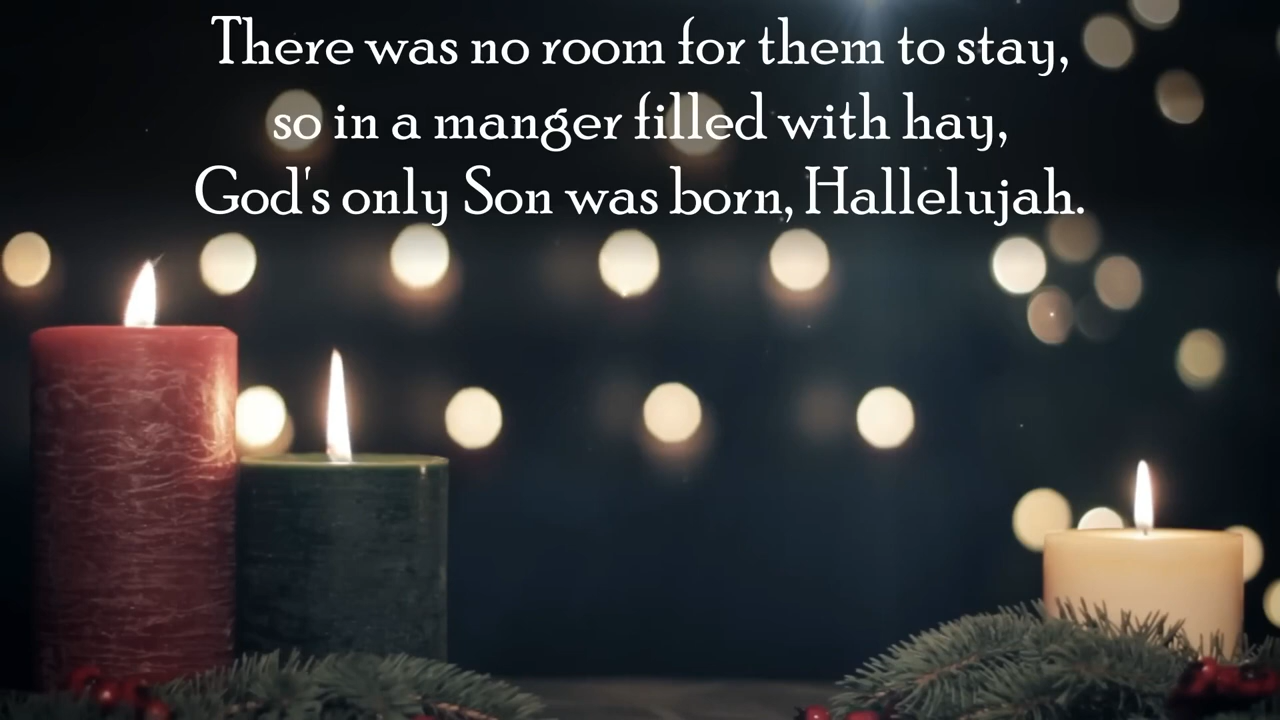 There was no room for them to stay,
so in a manger filled with hay,
God's only Son was born, Hallelujah.